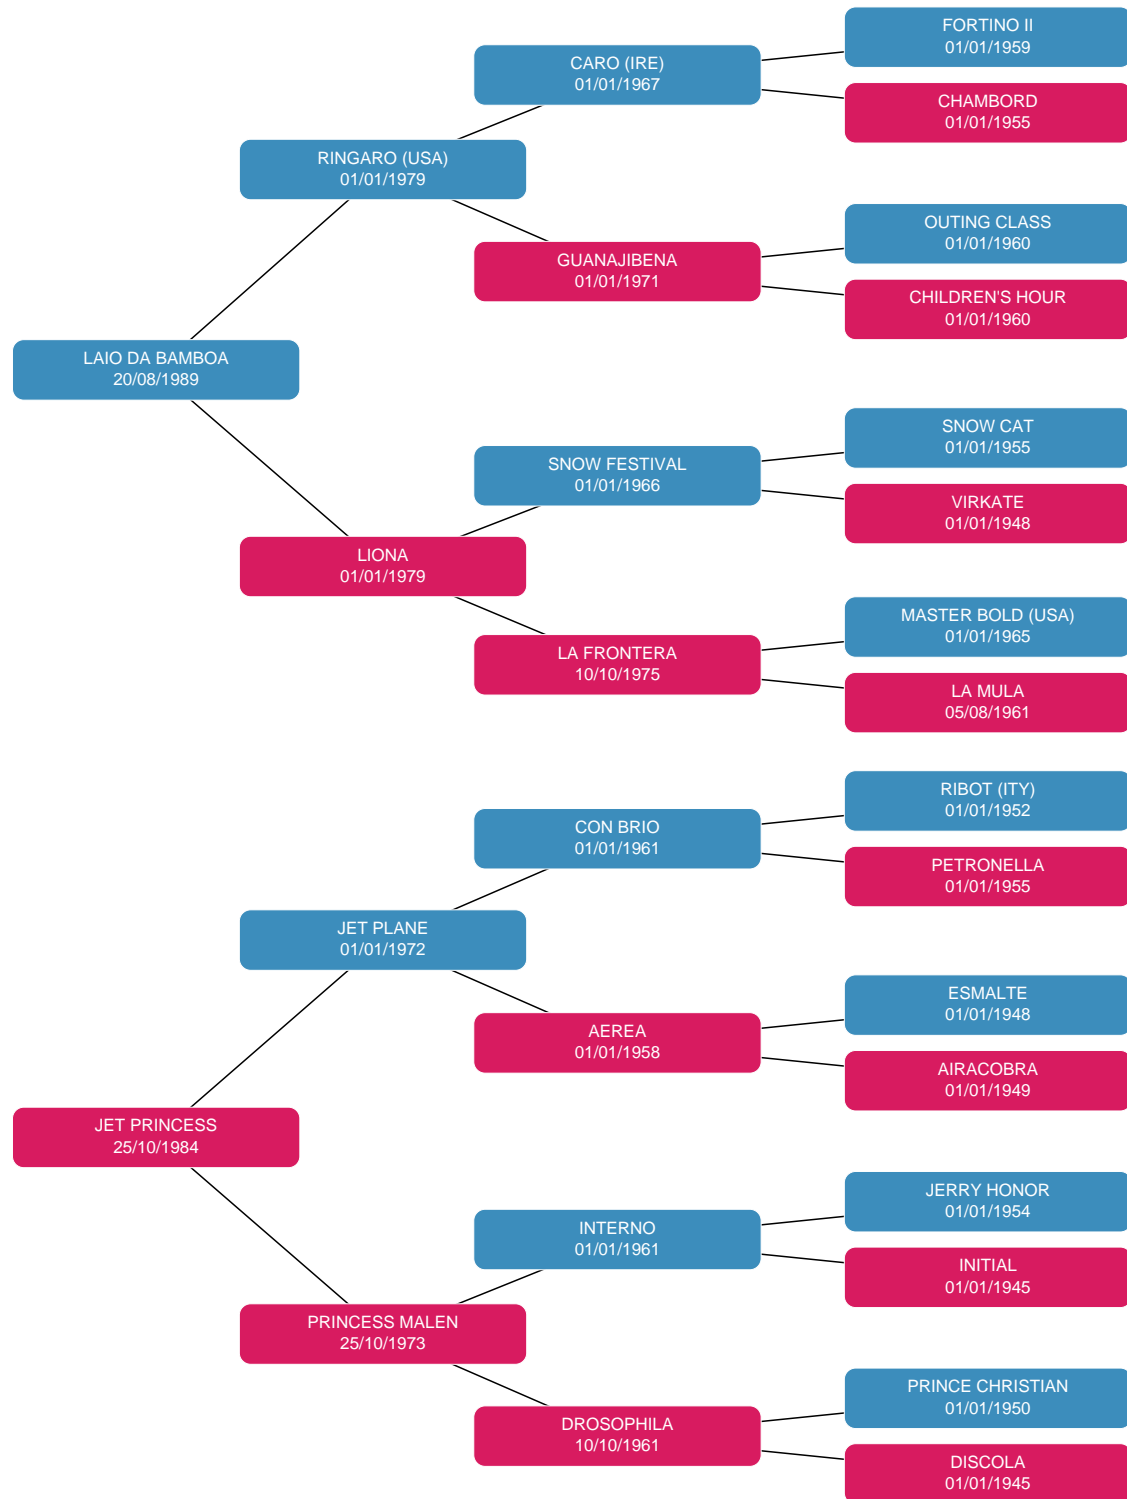 FORTINO II
01/01/1959
CARO (IRE)
01/01/1967
CHAMBORD
01/01/1955
RINGARO (USA)
01/01/1979
OUTING CLASS
01/01/1960
GUANAJIBENA
01/01/1971
CHILDREN'S HOUR
01/01/1960
LAIO DA BAMBOA
20/08/1989
SNOW CAT
01/01/1955
SNOW FESTIVAL
01/01/1966
VIRKATE
01/01/1948
LIONA
01/01/1979
MASTER BOLD (USA)
01/01/1965
LA FRONTERA
10/10/1975
LA MULA
05/08/1961
RIBOT (ITY)
01/01/1952
CON BRIO
01/01/1961
PETRONELLA
01/01/1955
JET PLANE
01/01/1972
ESMALTE
01/01/1948
AEREA
01/01/1958
AIRACOBRA
01/01/1949
JET PRINCESS
25/10/1984
JERRY HONOR
01/01/1954
INTERNO
01/01/1961
INITIAL
01/01/1945
PRINCESS MALEN
25/10/1973
PRINCE CHRISTIAN
01/01/1950
DROSOPHILA
10/10/1961
DISCOLA
01/01/1945